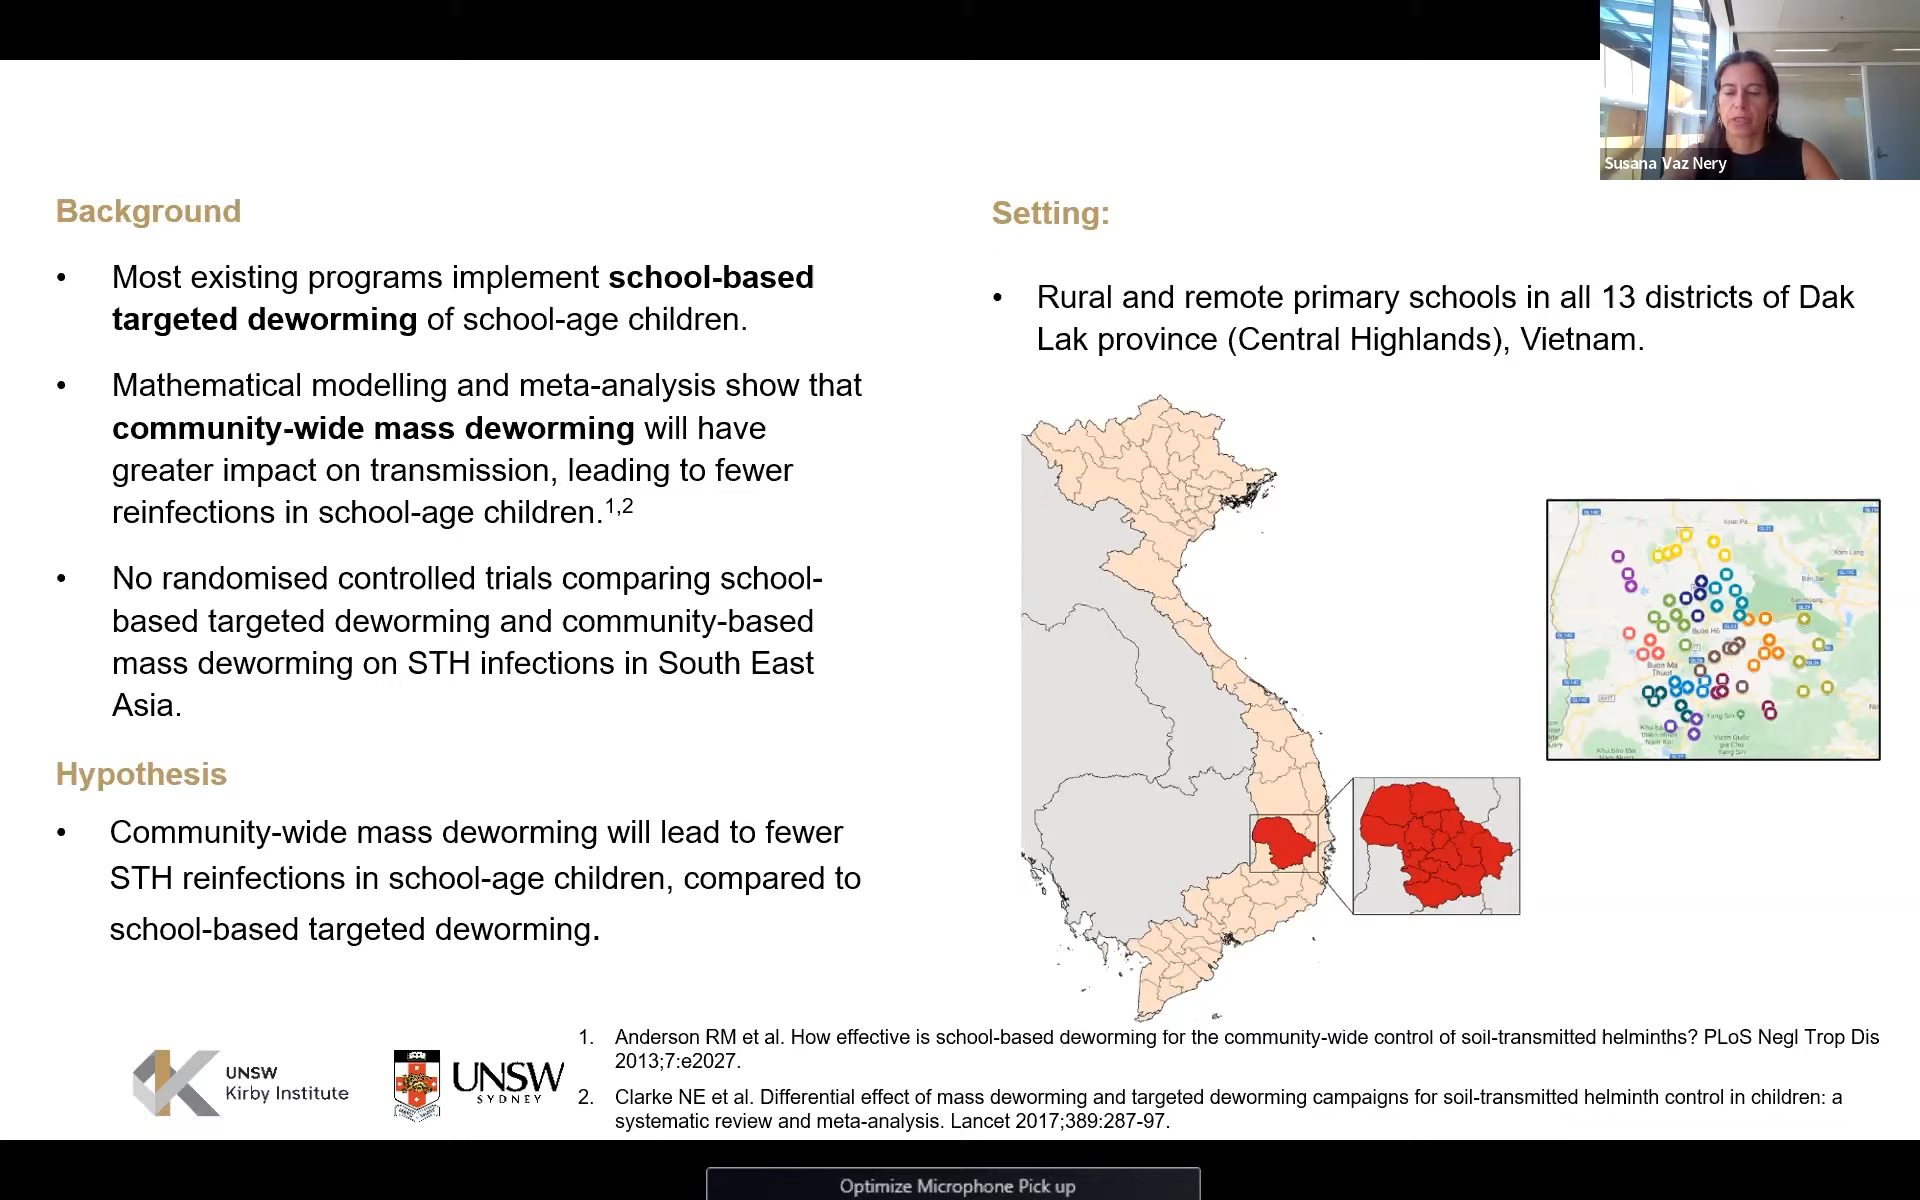 Susana Vaz Nery
Background
• Most existing programs implement school-based
targeted deworming of school-age children.
• Mathematical modelling and meta-analysis show that
community-wide mass deworming will have
greater impact on transmission, leading to fewer
reinfections in school-age children.1,2
• No randomised controlled trials comparing school-
based targeted deworming and community-based
mass deworming on STH infections in South East
Asia.
Hypothesis
• Community-wide mass deworming will lead to fewer
STH reinfections in school-age children, compared to
school-based targeted deworming.
Setting:
• Rural and remote primary schools in all 13 districts of Dak
Lak province (Central Highlands), Vietnam.
Buôn Hồ
Buon Ma
Thuot
UNSW
Kirby Institute
UNSW
SYDNEY
1. Anderson RM et al. How effective is school-based deworming for the community-wide control of soil-transmitted helminths? PLoS Negl Trop Dis
2013;7:e2027.
2. Clarke NE et al. Differential effect of mass deworming and targeted deworming campaigns for soil-transmitted helminth control in children: a
systematic review and meta-analysis. Lancet 2017;389:287-97.
Optimize Microphone Pick up